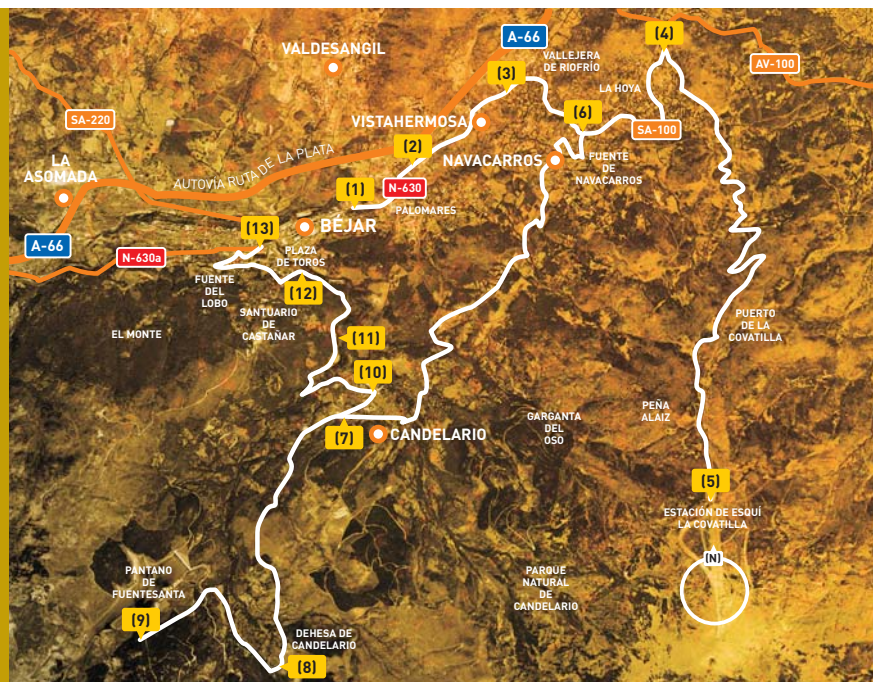 (4)
A-66
VALLEJERA
DE RIOFRÍO
VALDESANGIL
AV-100
(3)
LA HOYA
SA-220
VISTAHERMOSA
(6)
SA-100
(2)
LA
ASOMADA
AUTOVÍA RUTA DE LA PLATA
NAVACARROS
FUENTE
DE
NAVACARROS
(1)
N-630
PALOMARES
(13)
BÉJAR
A-66
N-630a
PLAZA
DE TOROS
FUENTE
DEL
LOBO
(12)
SANTUARIO
DE
CASTAÑAR
PUERTO
DE LA
COVATILLA
EL MONTE
(11)
(10)
PEÑA
ALAIZ
GARGANTA
DEL
OSO
(7)
CANDELARIO
(5)
ESTACIÓN DE ESQUÍ
LA COVATILLA
(N)
PANTANO
DE
FUENTESANTA
PARQUE
NATURAL
DE
CANDELARIO
(9)
DEHESA DE
CANDELARIO
(8)